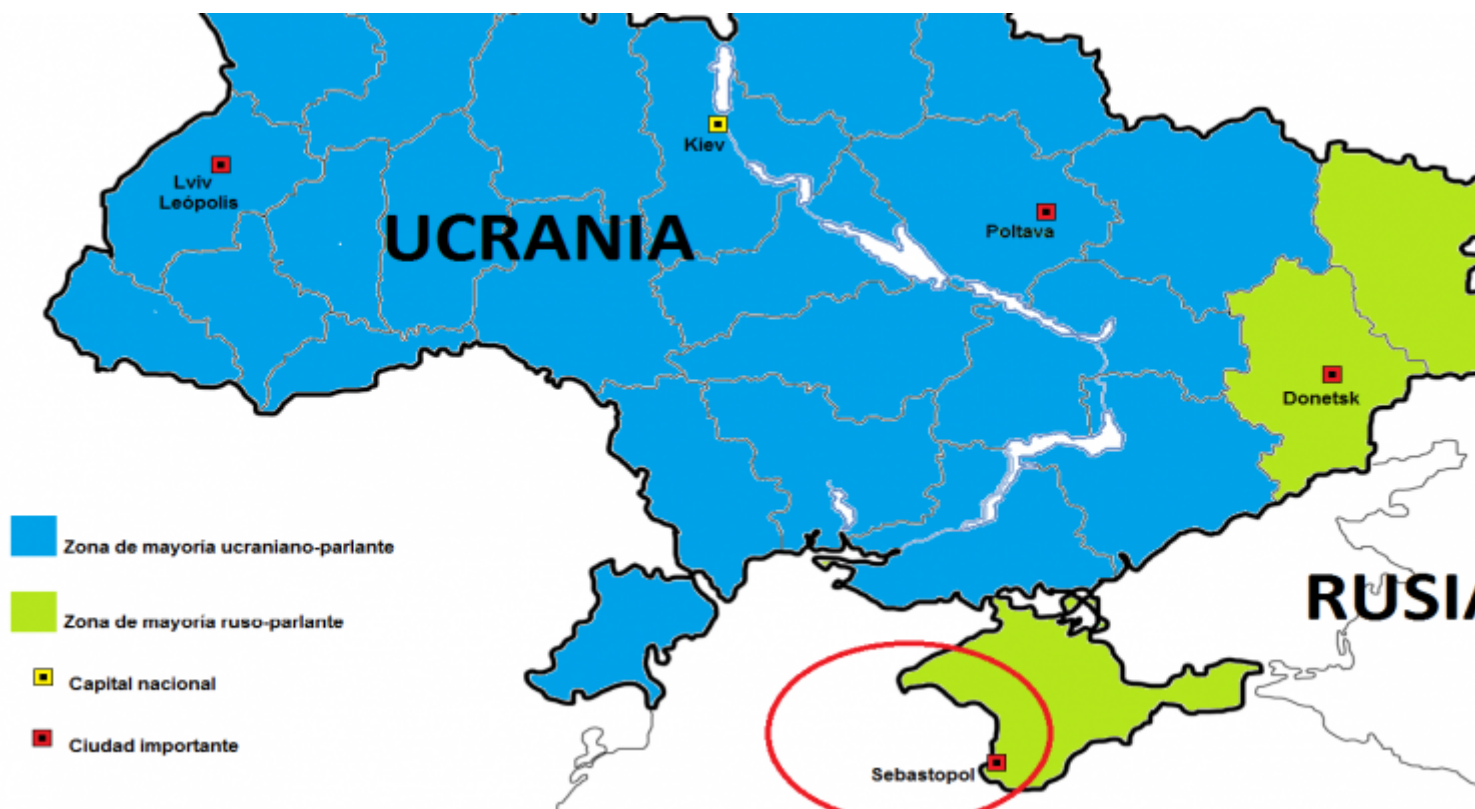 Kiev
Lviv
Leópolis
UCRANIA
Poltava
Donetsk
Zona de mayoría ucraniano-parlante
RUSIA
Zona de mayoría ruso-parlante
Capital nacional
Ciudad importante
Sebastopol